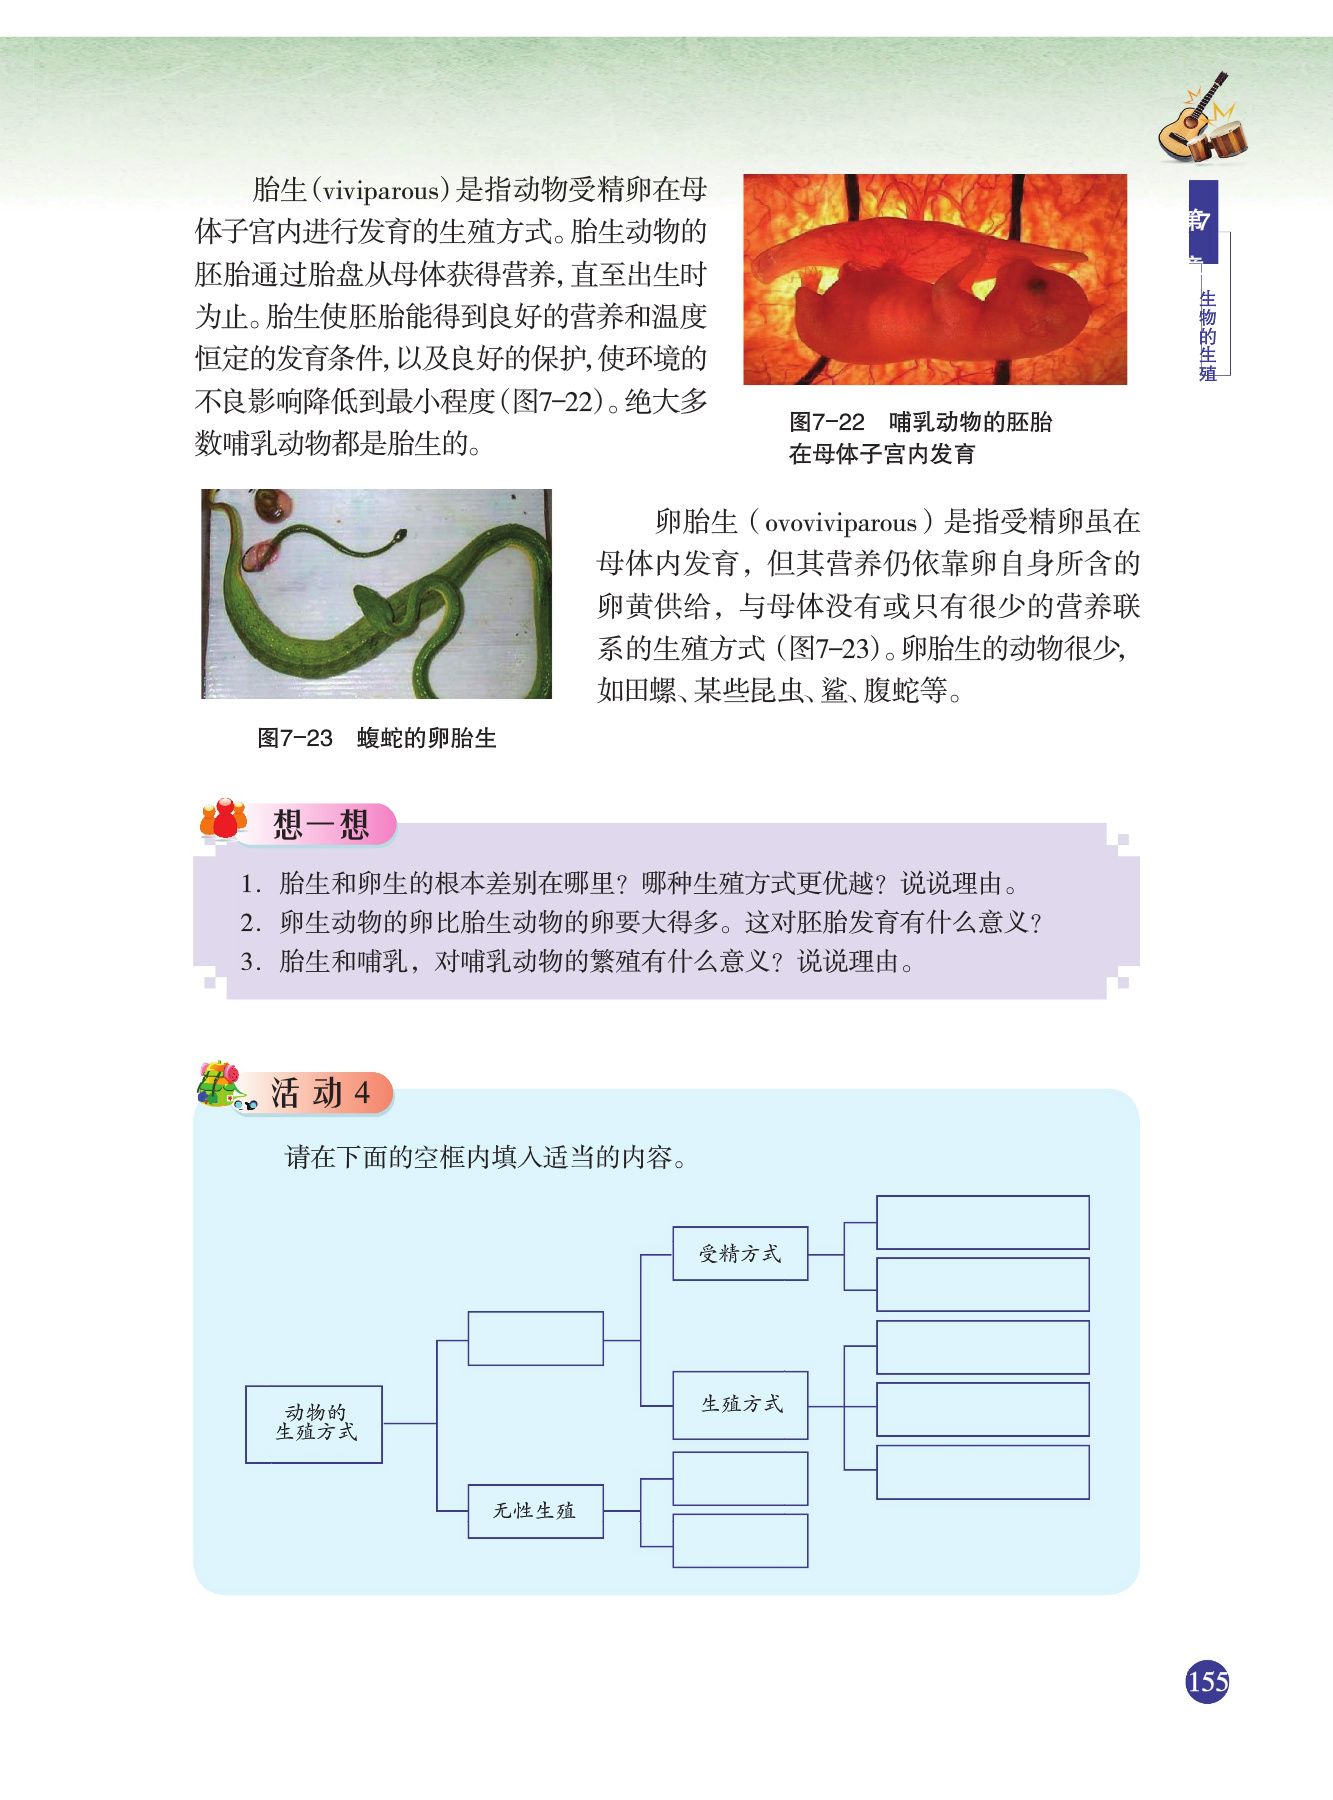 胎生(viviparous)是指动物受精卵在母
体子宫内进行发育的生殖方式。胎生动物的
胚胎通过胎盘从母体获得营养,直至出生时
为止。胎生使胚胎能得到良好的营养和温度
恒定的发育条件,以及良好的保护,使环境的
不良影响降低到最小程度(图7-22)。绝大多
数哺乳动物都是胎生的。
图7-22 哺乳动物的胚胎
在母体子宫内发育
第7章
生物的生殖
卵胎生(ovoviviparous)是指受精卵虽在
母体内发育,但其营养仍依靠卵自身所含的
卵黄供给,与母体没有或只有很少的营养联
系的生殖方式(图7-23)。卵胎生的动物很少,
如田螺、某些昆虫、鲨、腹蛇等。
图7-23 蝮蛇的卵胎生
想一想
1. 胎生和卵生的根本差别在哪里?哪种生殖方式更优越?说说理由。
2. 卵生动物的卵比胎生动物的卵要大得多。这对胚胎发育有什么意义?
3. 胎生和哺乳,对哺乳动物的繁殖有什么意义?说说理由。
活动4
请在下面的空框内填入适当的内容。
受精方式
生殖方式
动物的
生殖方式
无性生殖
155